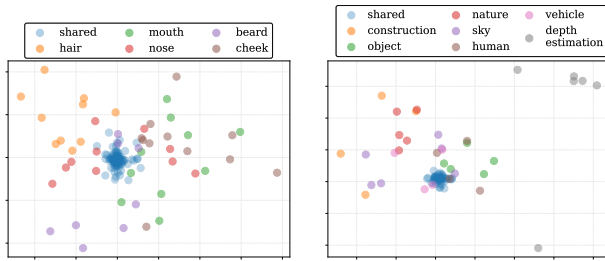 shared mouth beard
hair nose cheek
shared nature vehicle
construction sky depth estimation
object human